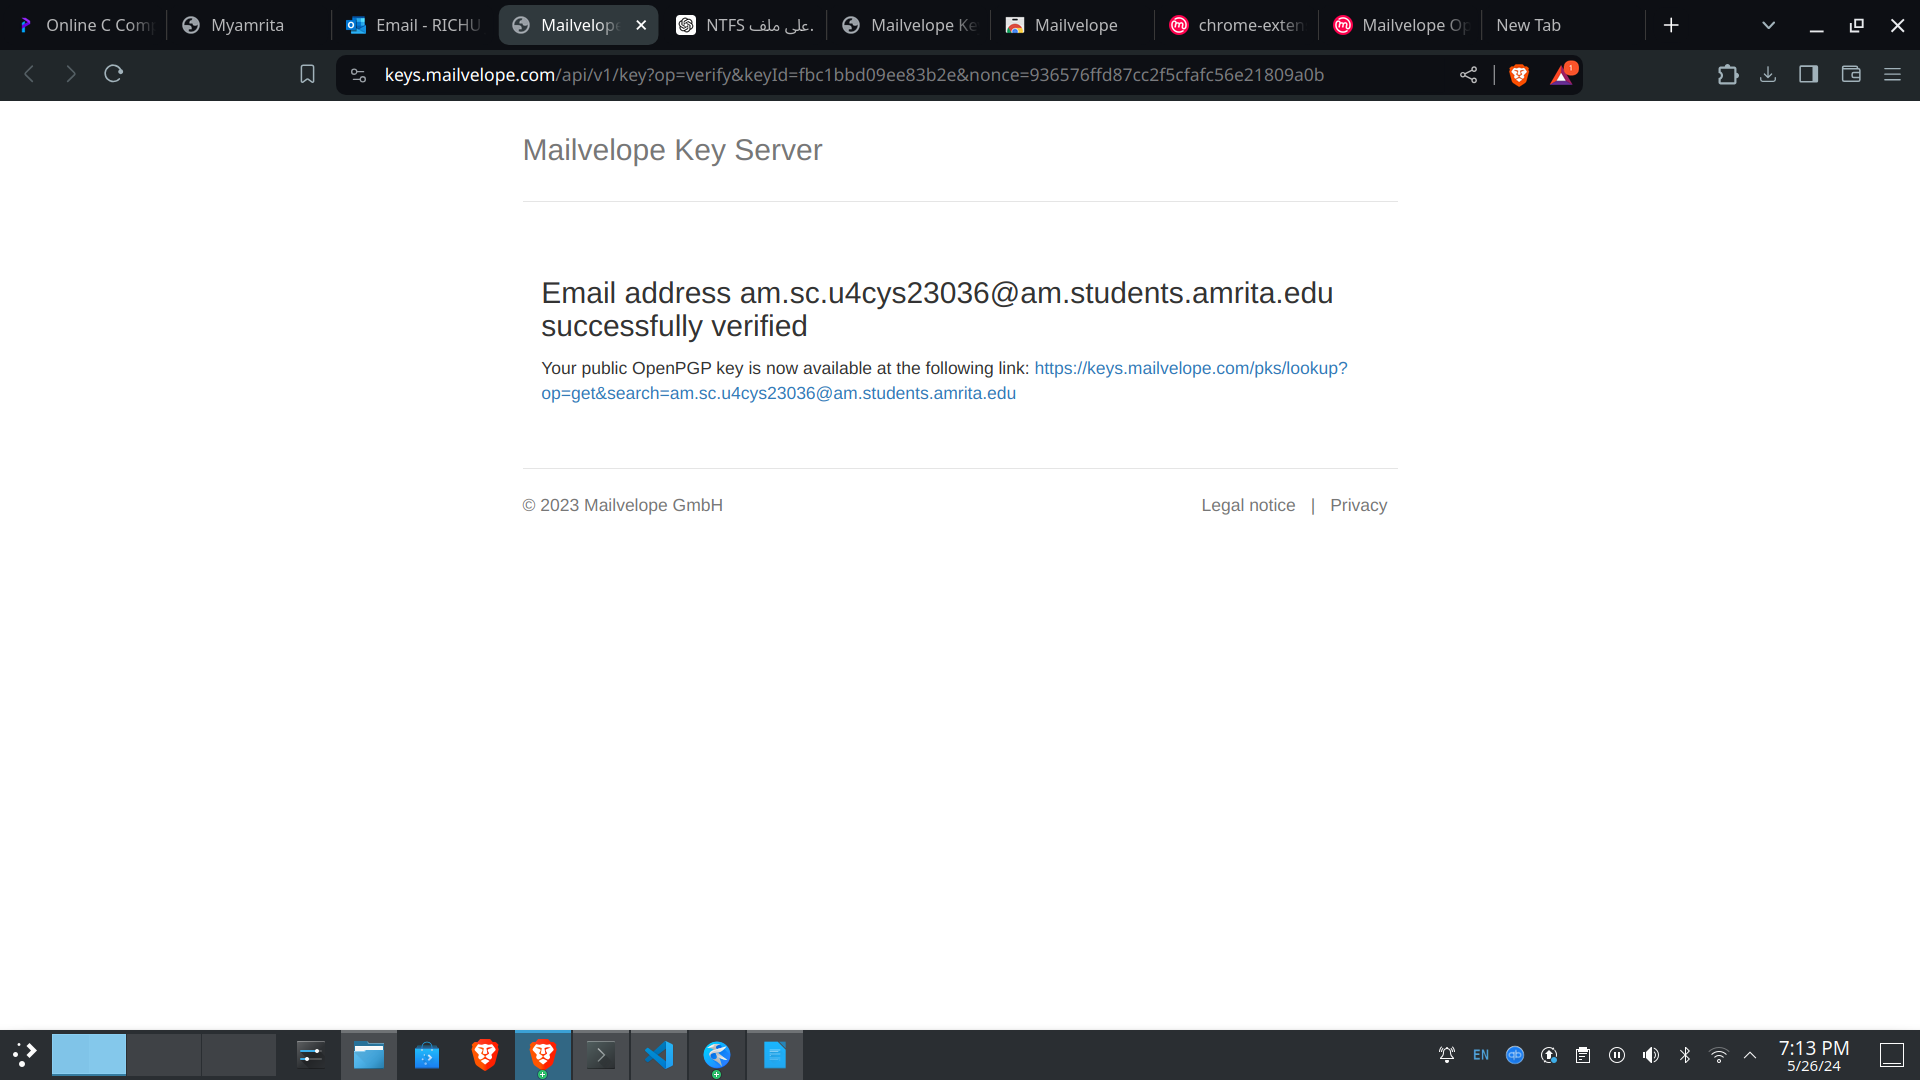 Online C Com
Myamrita
Email - RICHU
Mailvelope
NTFS على ملف.
Mailvelope Ke
Mailvelope
chrome-exten
Mailvelope Op
New Tab
keys.mailvelope.com/api/v1/key?op=verify&keyId=fbc1bbd09ee83b2e&nonce=936576ffd87cc2f5cfafc56e21809a0b
1
Mailvelope Key Server
Email address am.sc.u4cys23036@am.students.amrita.edu
successfully verified
Your public OpenPGP key is now available at the following link: https://keys.mailvelope.com/pks/lookup?
op=get&search=am.sc.u4cys23036@am.students.amrita.edu
© 2023 Mailvelope GmbH
Legal notice | Privacy
EN
qb
7:13 PM
5/26/24